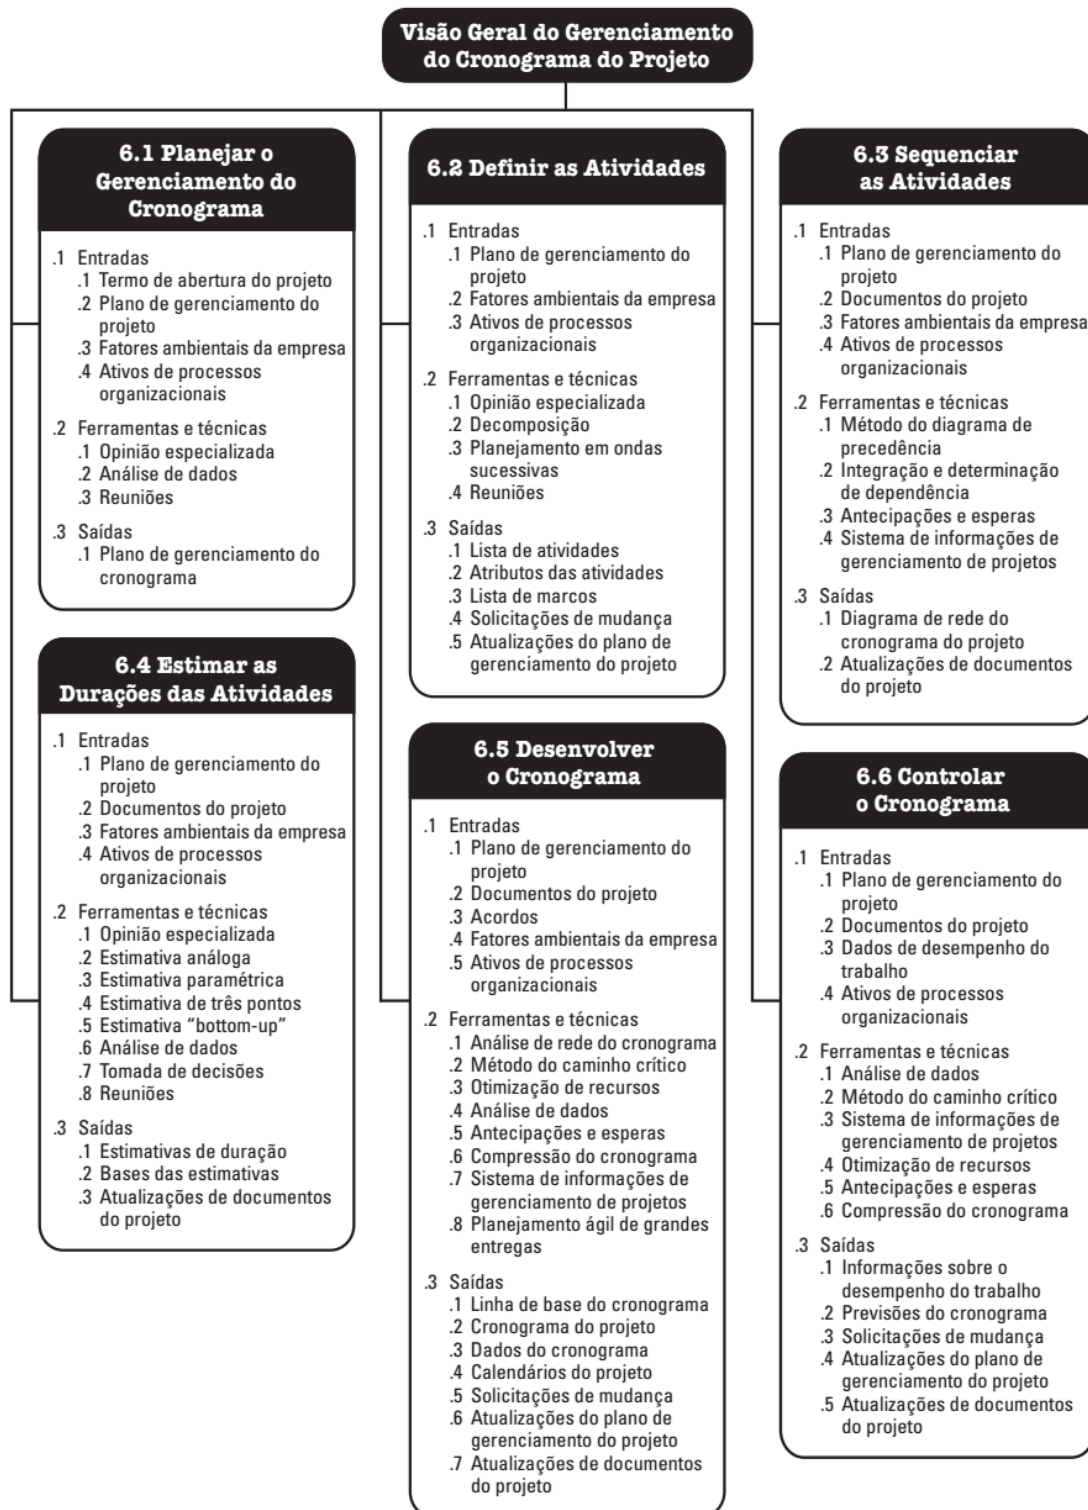 Visão Geral do Gerenciamento
do Cronograma do Projeto
6.1 Planejar o
Gerenciamento do
Cronograma
.1 Entradas
.1 Termo de abertura do projeto
.2 Plano de gerenciamento do
projeto
.3 Fatores ambientais da empresa
.4 Ativos de processos
organizacionais
.2 Ferramentas e técnicas
.1 Opinião especializada
.2 Análise de dados
.3 Reuniões
.3 Saídas
.1 Plano de gerenciamento do
cronograma
6.2 Definir as Atividades
.1 Entradas
.1 Plano de gerenciamento do
projeto
.2 Fatores ambientais da empresa
.3 Ativos de processos
organizacionais
.2 Ferramentas e técnicas
.1 Opinião especializada
.2 Decomposição
.3 Planejamento em ondas
sucessivas
.4 Reuniões
.3 Saídas
.1 Lista de atividades
.2 Atributos das atividades
.3 Lista de marcos
.4 Solicitações de mudança
.5 Atualizações do plano de
gerenciamento do projeto
6.3 Sequenciar
as Atividades
.1 Entradas
.1 Plano de gerenciamento do
projeto
.2 Documentos do projeto
.3 Fatores ambientais da empresa
.4 Ativos de processos
organizacionais
.2 Ferramentas e técnicas
.1 Método do diagrama de
precedência
.2 Integração e determinação
de dependência
.3 Antecipações e esperas
.4 Sistema de informações de
gerenciamento de projetos
.3 Saídas
.1 Diagrama de rede do
cronograma do projeto
.2 Atualizações de documentos
do projeto
6.4 Estimar as
Durações das Atividades
.1 Entradas
.1 Plano de gerenciamento do
projeto
.2 Documentos do projeto
.3 Fatores ambientais da empresa
.4 Ativos de processos
organizacionais
.2 Ferramentas e técnicas
.1 Opinião especializada
.2 Estimativa análoga
.3 Estimativa paramétrica
.4 Estimativa de três pontos
.5 Estimativa “bottom-up”
.6 Análise de dados
.7 Tomada de decisões
.8 Reuniões
.3 Saídas
.1 Estimativas de duração
.2 Bases das estimativas
.3 Atualizações de documentos
do projeto
6.5 Desenvolver
o Cronograma
.1 Entradas
.1 Plano de gerenciamento do
projeto
.2 Documentos do projeto
.3 Acordos
.4 Fatores ambientais da empresa
.5 Ativos de processos
organizacionais
.2 Ferramentas e técnicas
.1 Análise de rede do cronograma
.2 Método do caminho crítico
.3 Otimização de recursos
.4 Análise de dados
.5 Antecipações e esperas
.6 Compressão do cronograma
.7 Sistema de informações de
gerenciamento de projetos
.8 Planejamento ágil de grandes
entregas
.3 Saídas
.1 Linha de base do cronograma
.2 Cronograma do projeto
.3 Dados do cronograma
.4 Calendários do projeto
.5 Solicitações de mudança
.6 Atualizações do plano de
gerenciamento do projeto
.7 Atualizações de documentos
do projeto
6.6 Controlar
o Cronograma
.1 Entradas
.1 Plano de gerenciamento do
projeto
.2 Documentos do projeto
.3 Dados de desempenho do
trabalho
.4 Ativos de processos
organizacionais
.2 Ferramentas e técnicas
.1 Análise de dados
.2 Método do caminho crítico
.3 Sistema de informações de
gerenciamento de projetos
.4 Otimização de recursos
.5 Antecipações e esperas
.6 Compressão do cronograma
.3 Saídas
.1 Informações sobre o
desempenho do trabalho
.2 Previsões do cronograma
.3 Solicitações de mudança
.4 Atualizações do plano de
gerenciamento do projeto
.5 Atualizações de documentos
do projeto